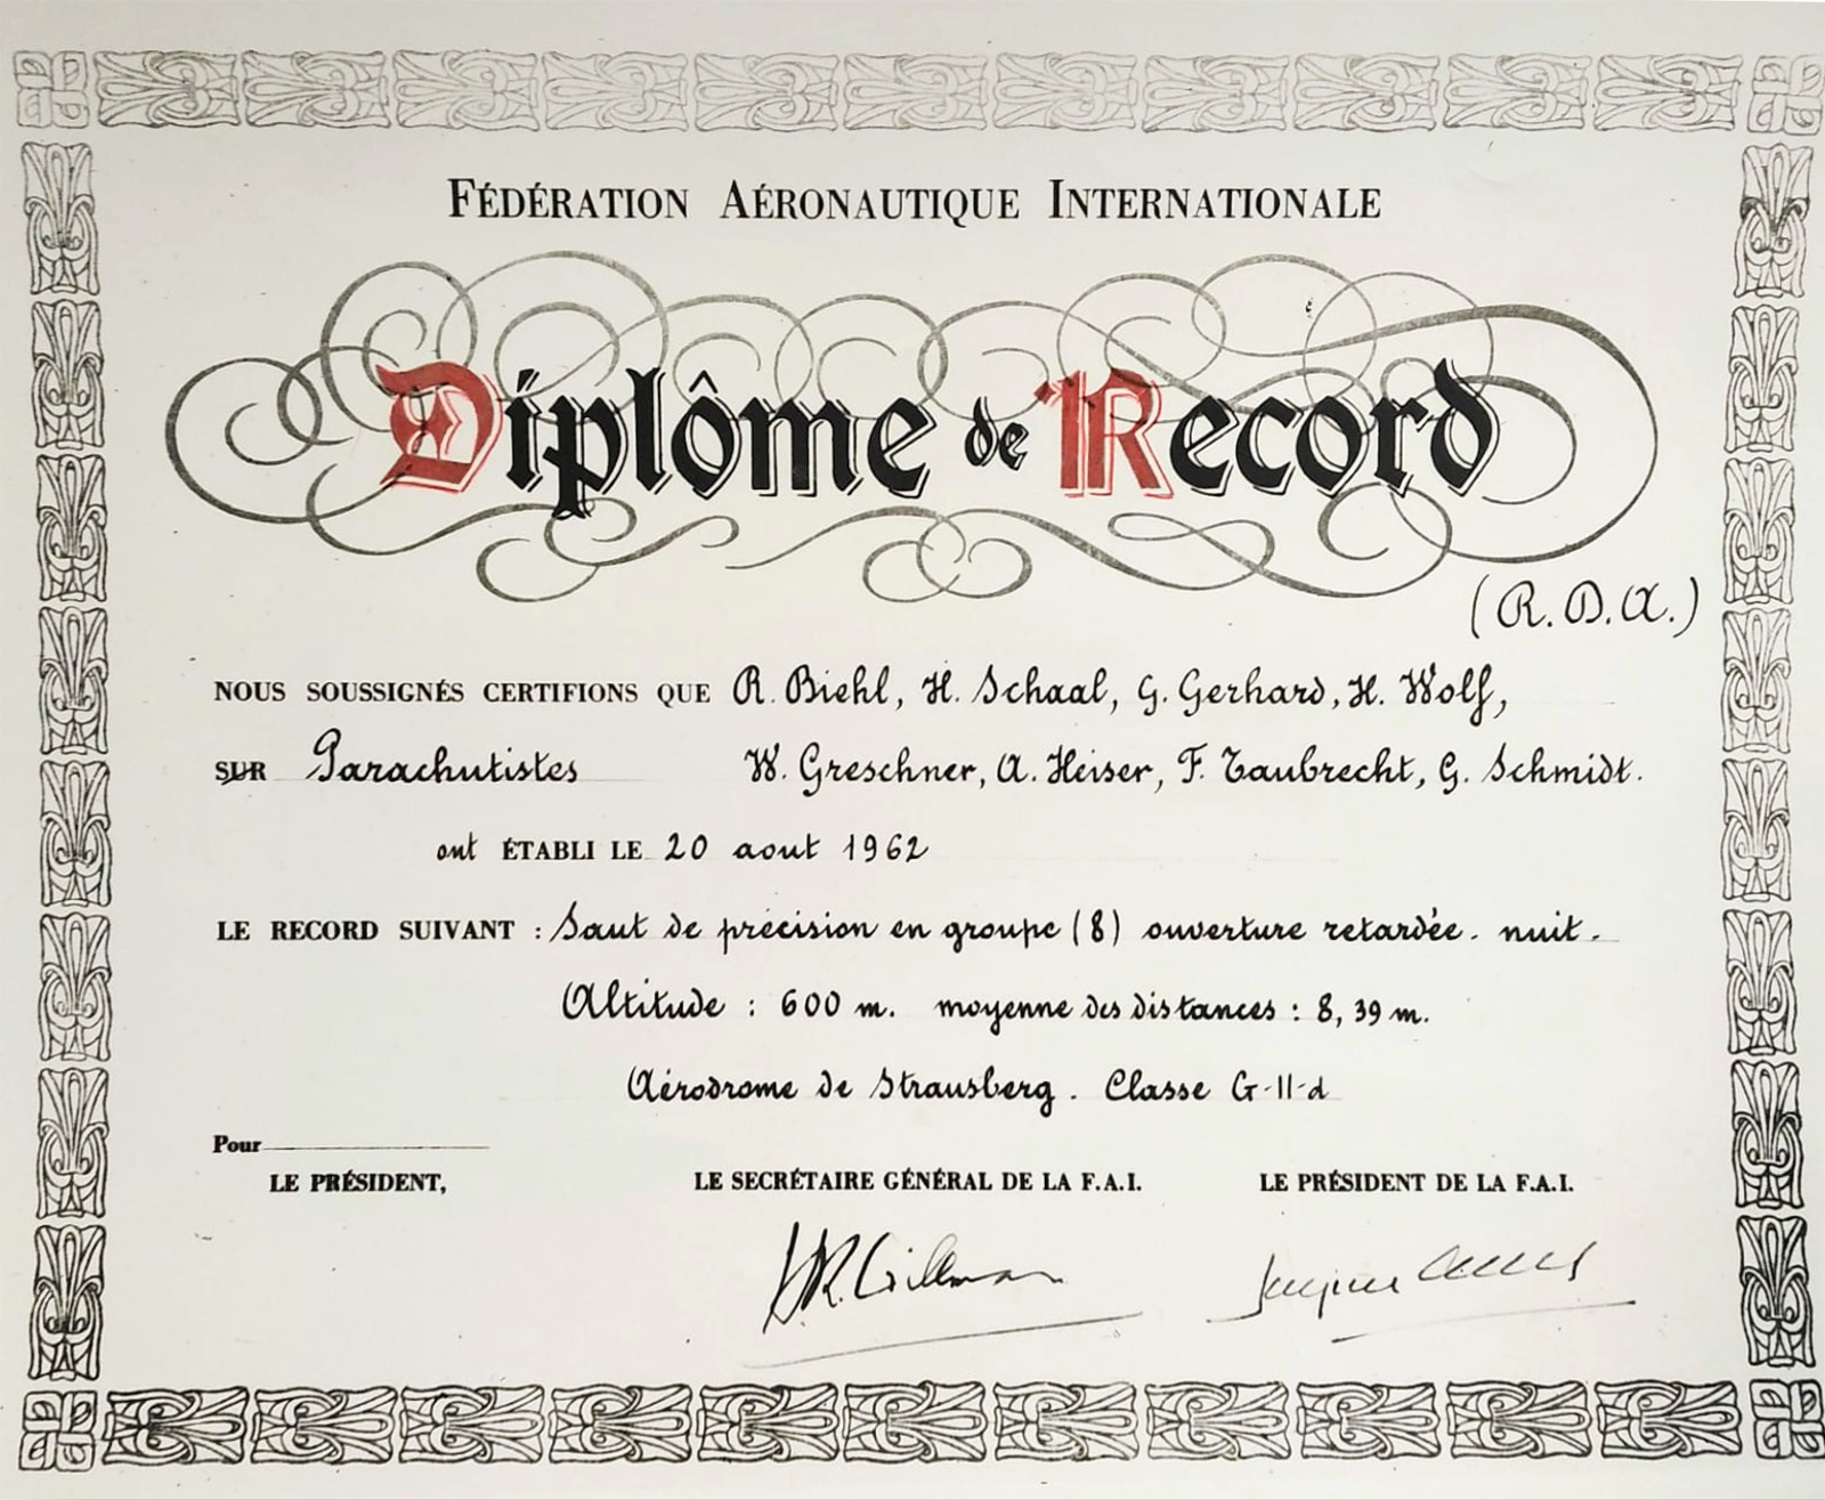 FÉDÉRATION AÉRONAUTIQUE INTERNATIONALE
Diplôme de Record
(R.D.A.)
NOUS SOUSSIGNÉS CERTIFIONS QUE R. Biehl, H. Schaal, G. Gerhard, H. Wolf,
SUR Parachutistes W. Greschner, A. Heiser, F. Taubrecht, G. Schmidt.
ont ÉTABLI LE 20 aout 1962
LE RECORD SUIVANT : Saut de précision en groupe (8) ouverture retardée. nuit.
Altitude : 600 m. moyenne des distances : 8,39 m.
Aérodrome de Strausberg. Classe G-II-d
Pour
LE PRÉSIDENT, LE SECRÉTAIRE GÉNÉRAL DE LA F.A.I. LE PRÉSIDENT DE LA F.A.I.